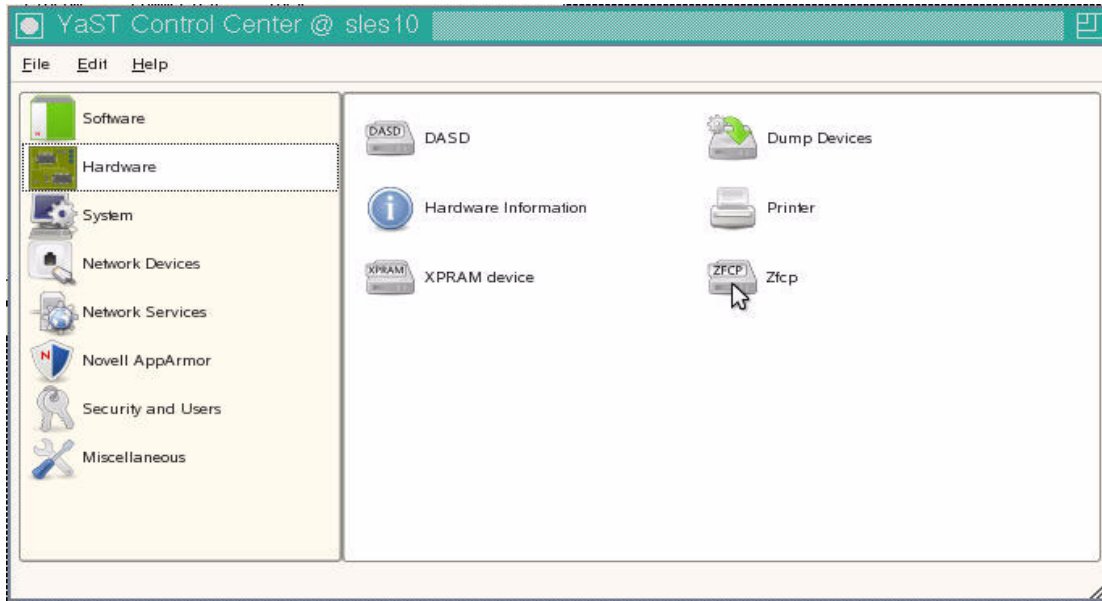 YaST Control Center @ sles10
File Edit Help
Software
Hardware
System
Network Devices
Network Services
Novell AppArmor
Security and Users
Miscellaneous
DASD DASD
Dump Devices
Hardware Information
Printer
XPRAM XPRAM device
ZFCP Zfcp